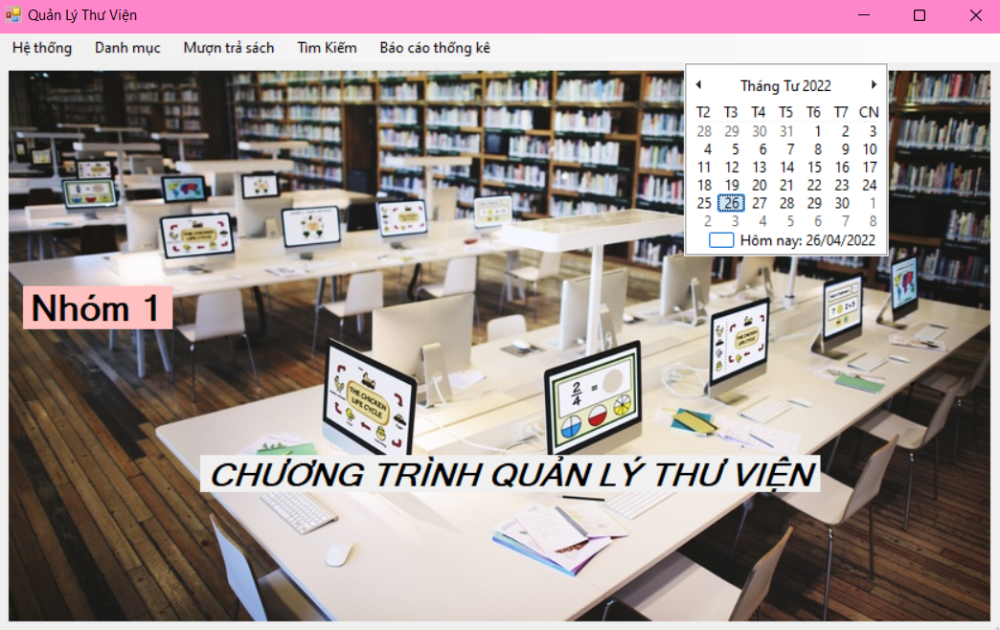 Quản Lý Thư Viện
Hệ thống Danh mục Mượn trả sách Tìm Kiếm Báo cáo thống kê
Tháng Tư 2022
T2 T3 T4 T5 T6 T7 CN
28 29 30 31 1 2 3
4 5 6 7 8 9 10
11 12 13 14 15 16 17
18 19 20 21 22 23 24
25 26 27 28 29 30 1
2 3 4 5 6 7 8
Hôm nay: 26/04/2022
Nhóm 1
THE CHICKEN
LIFE CYCLE
2/4 =
THE CHICKEN
LIFE CYCLE
CHƯƠNG TRÌNH QUẢN LÝ THƯ VIỆN